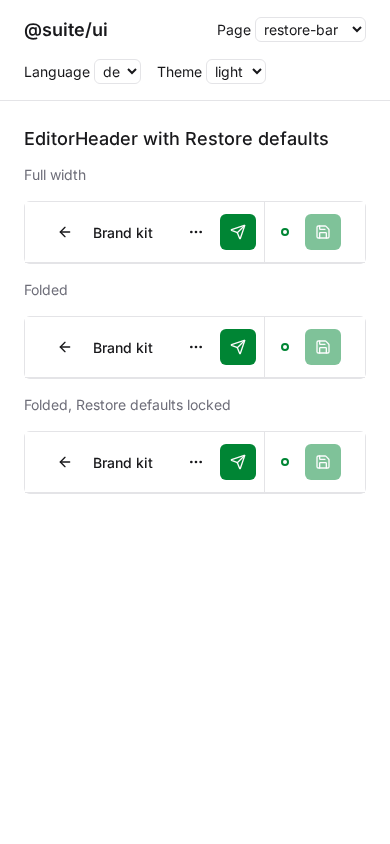 @suite/ui
Page restore-bar
Language de Theme light
EditorHeader with Restore defaults
Full width
Brand kit
Folded
Brand kit
Folded, Restore defaults locked
Brand kit